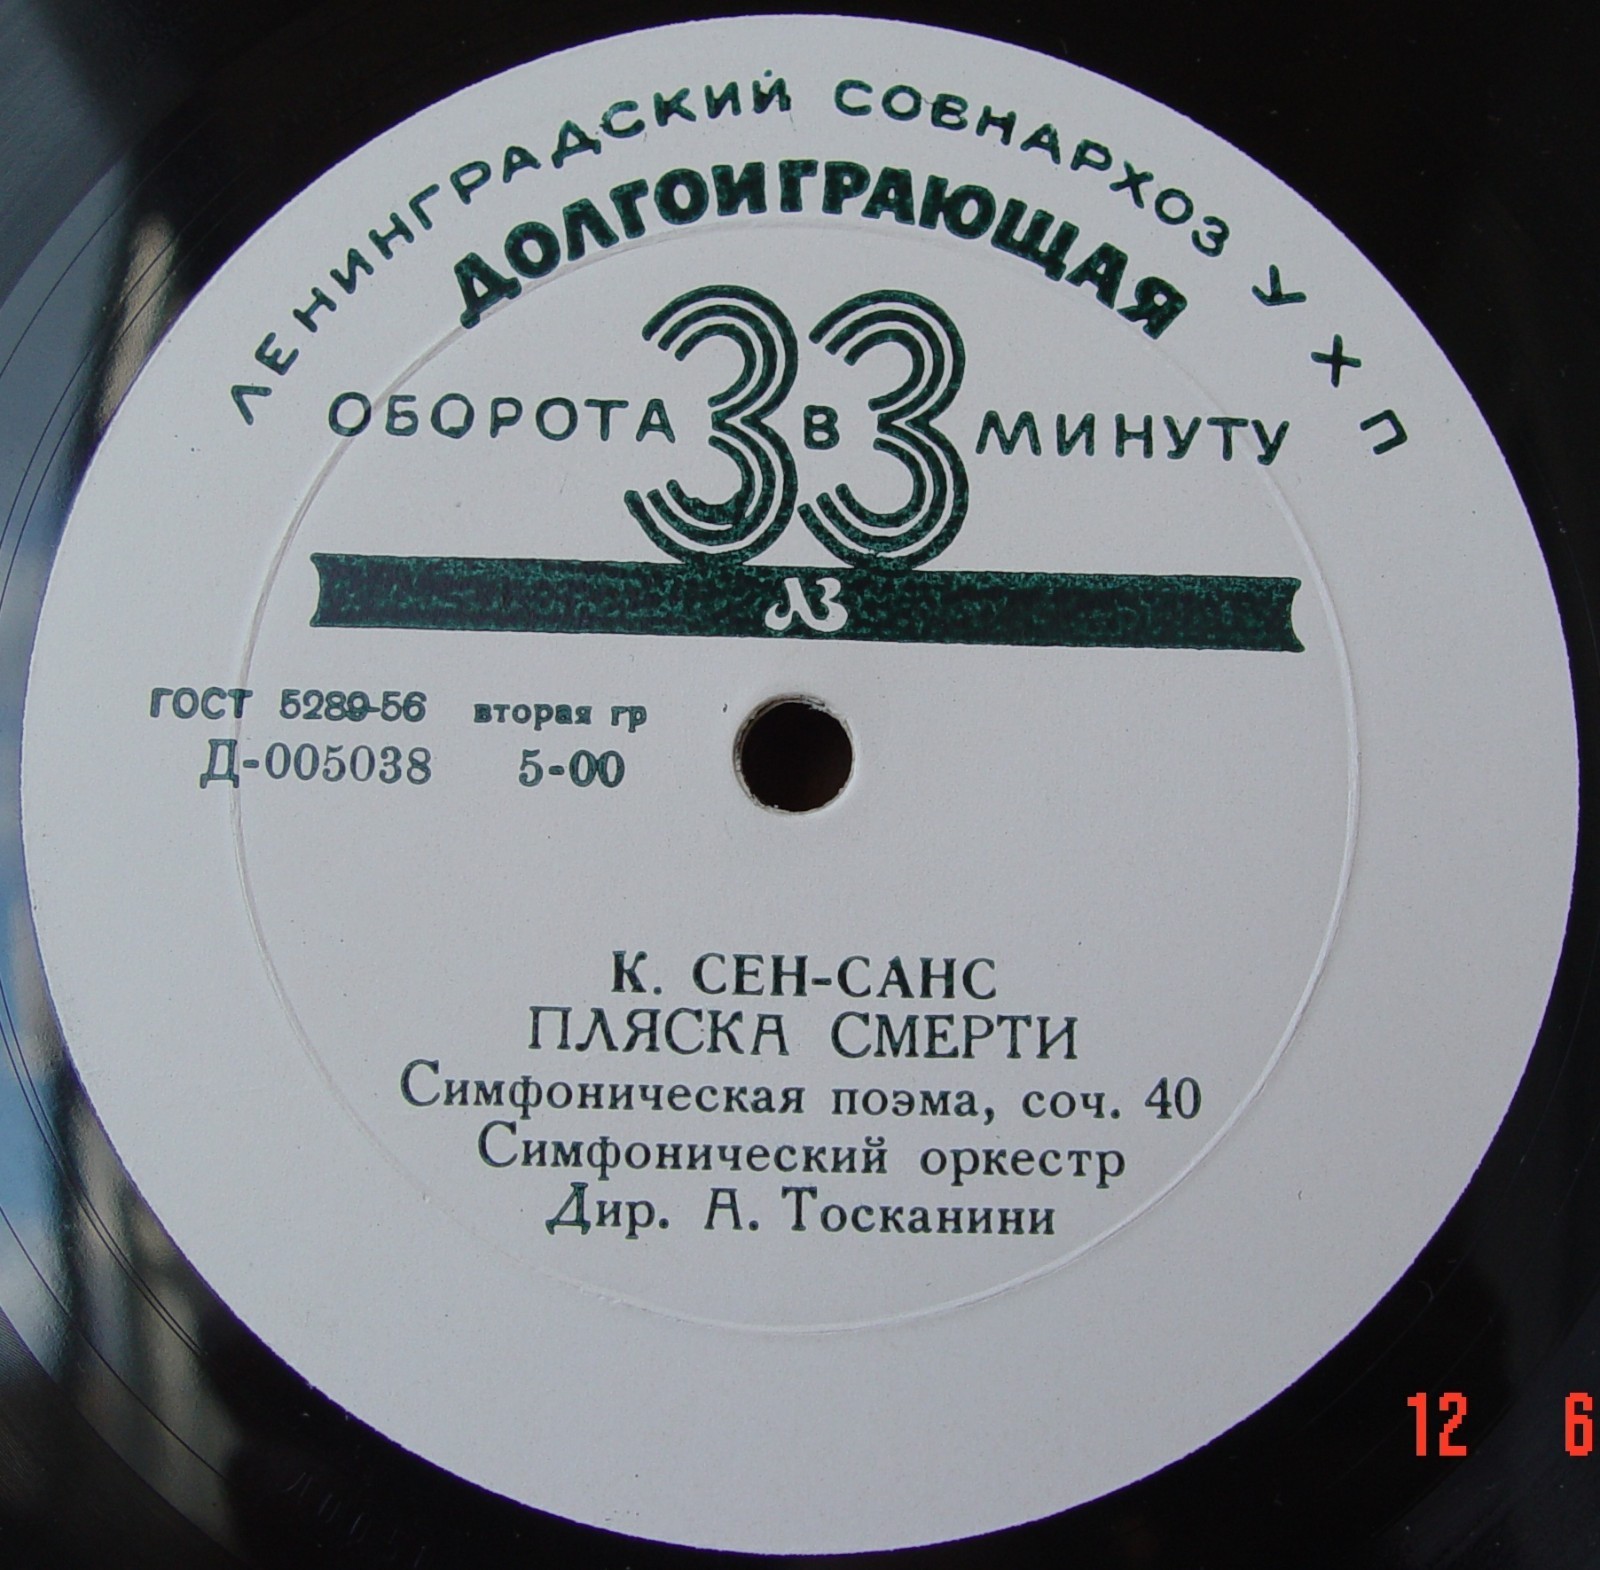 ЛЕНИНГРАДСКИЙ СОВНАРХОЗ УХП
ДОЛГОИГРАЮЩАЯ
33
ОБОРОТА В МИНУТУ
ЛЗ
ГОСТ 5289-56 вторая гр
Д-005038 5-00
К. СЕН-САНС
ПЛЯСКА СМЕРТИ
Симфоническая поэма, соч. 40
Симфонический оркестр
Дир. А. Тосканини
12 6